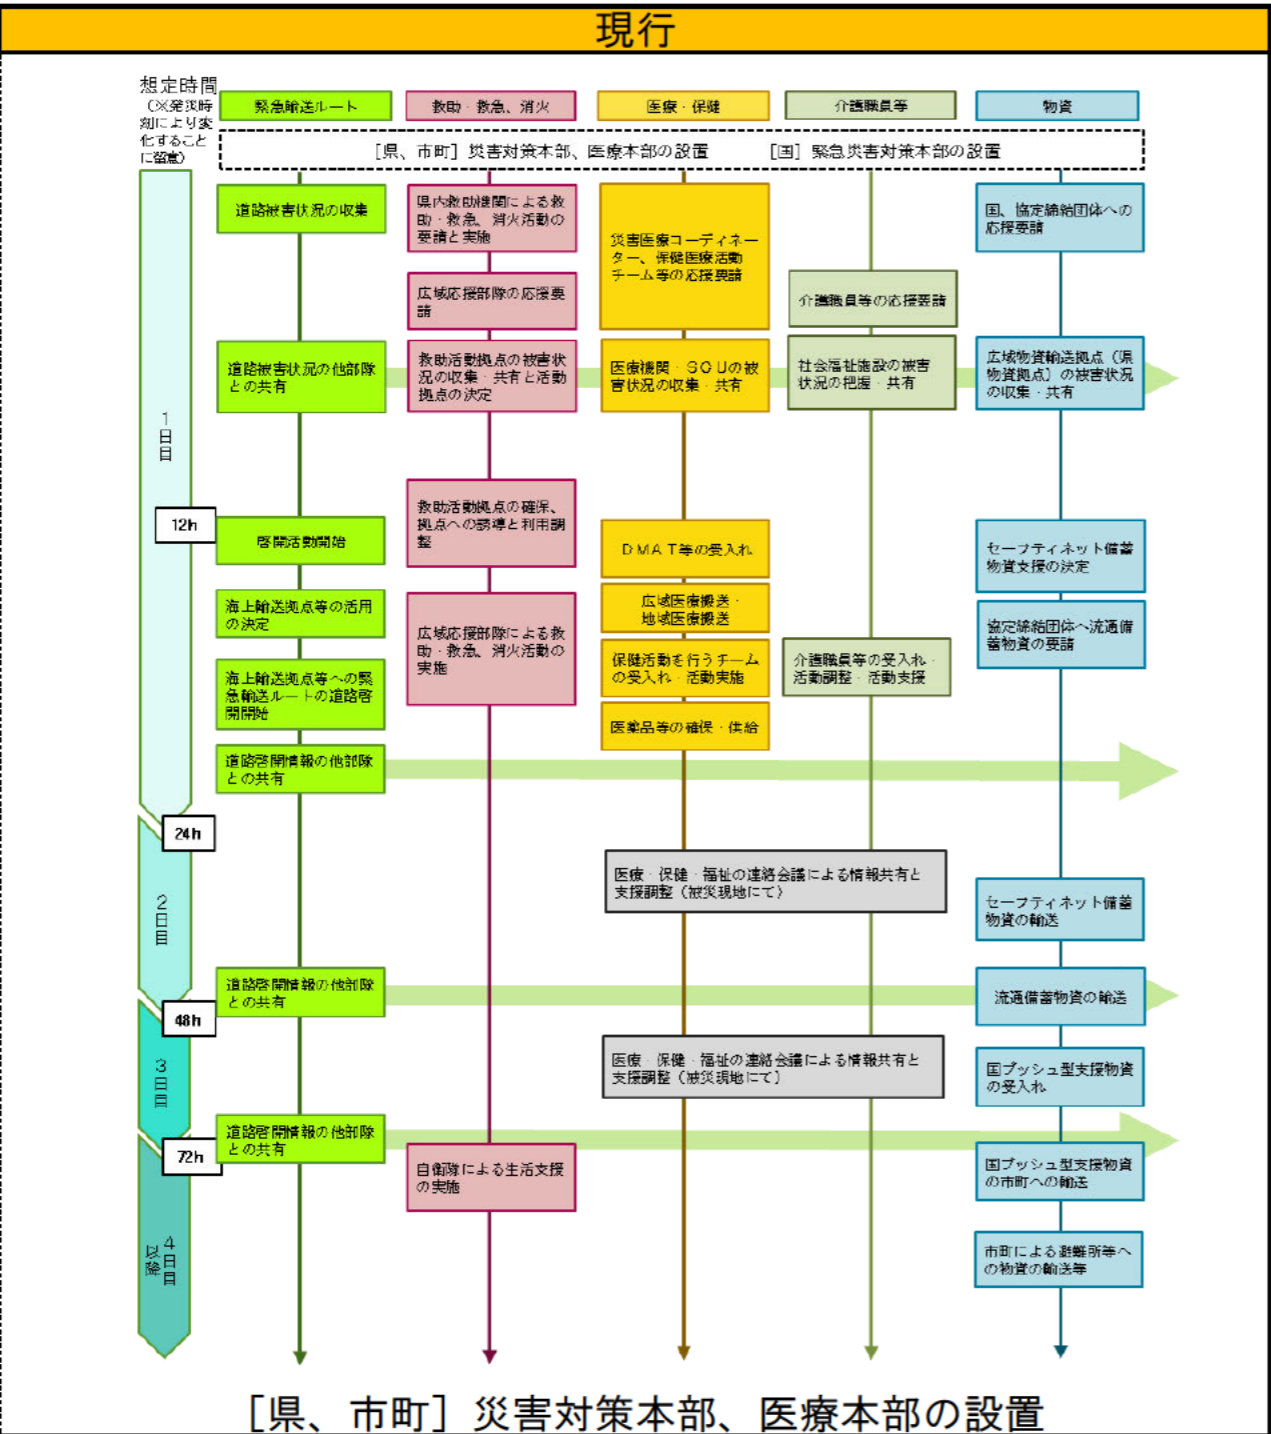 現行
想定時間
(※発災時
刻により変
化すること
に留意)
緊急輸送ルート
救助・救急、消火
医療・保健
介護職員等
物資
[県、市町] 災害対策本部、医療本部の設置
[国] 緊急災害対策本部の設置
1日目
12h
24h
2日目
48h
3日目
72h
4日目
以降
道路被害状況の収集
道路被害状況の他部隊
との共有
啓開活動開始
海上輸送拠点等の活用
の決定
海上輸送拠点等への緊
急輸送ルートの道路啓
開開始
道路啓開情報の他部隊
との共有
道路啓開情報の他部隊
との共有
道路啓開情報の他部隊
との共有
県内救助機関による救
助・救急、消火活動の
要請と実施
広域応援部隊の応援要
請
救助活動拠点の被害状
況の収集・共有と活動
拠点の決定
救助活動拠点の確保、
拠点への誘導と利用調
整
広域応援部隊による救
助・救急、消火活動の
実施
自衛隊による生活支援
の実施
災害医療コーディネー
ター、保健医療活動
チーム等の応援要請
医療機関・SCUの被
害状況の収集・共有
DMAT等の受入れ
広域医療搬送・
地域医療搬送
保健活動を行うチーム
の受入れ・活動実施
医薬品等の確保・供給
介護職員等の応援要請
社会福祉施設の被害
状況の把握・共有
介護職員等の受入れ・
活動調整・活動支援
医療・保健・福祉の連絡会議による情報共有と
支援調整(被災現地にて)
医療・保健・福祉の連絡会議による情報共有と
支援調整(被災現地にて)
国、協定締結団体への
応援要請
広域物資輸送拠点(県
物資拠点)の被害状況
の収集・共有
セーフティネット備蓄
物資支援の決定
協定締結団体へ流通備
蓄物資の要請
セーフティネット備蓄
物資の輸送
流通備蓄物資の輸送
国プッシュ型支援物資
の受入れ
国プッシュ型支援物資
の市町への輸送
市町による避難所等へ
の物資の輸送等
[県、市町] 災害対策本部、医療本部の設置